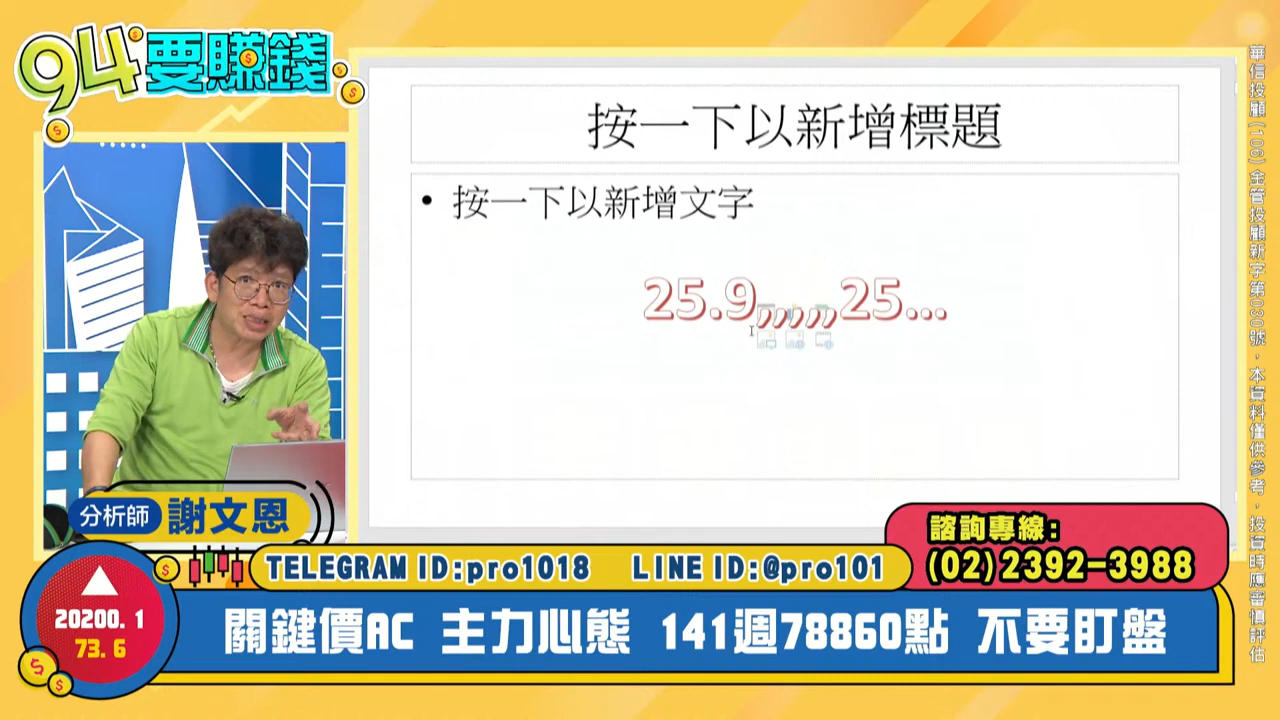 94要賺錢
按一下以新增標題
• 按一下以新增文字
25.9,,,,,25...
華信投顧(106)金管投顧新字第030號,本資料僅供參考,投資時應審慎評估
分析師 謝文恩
諮詢專線:
(02)2392-3988
TELEGRAM ID:pro1018 LINE ID:@pro101
20200.1
73.6
關鍵價AC 主力心態 141週78860點 不要盯盤